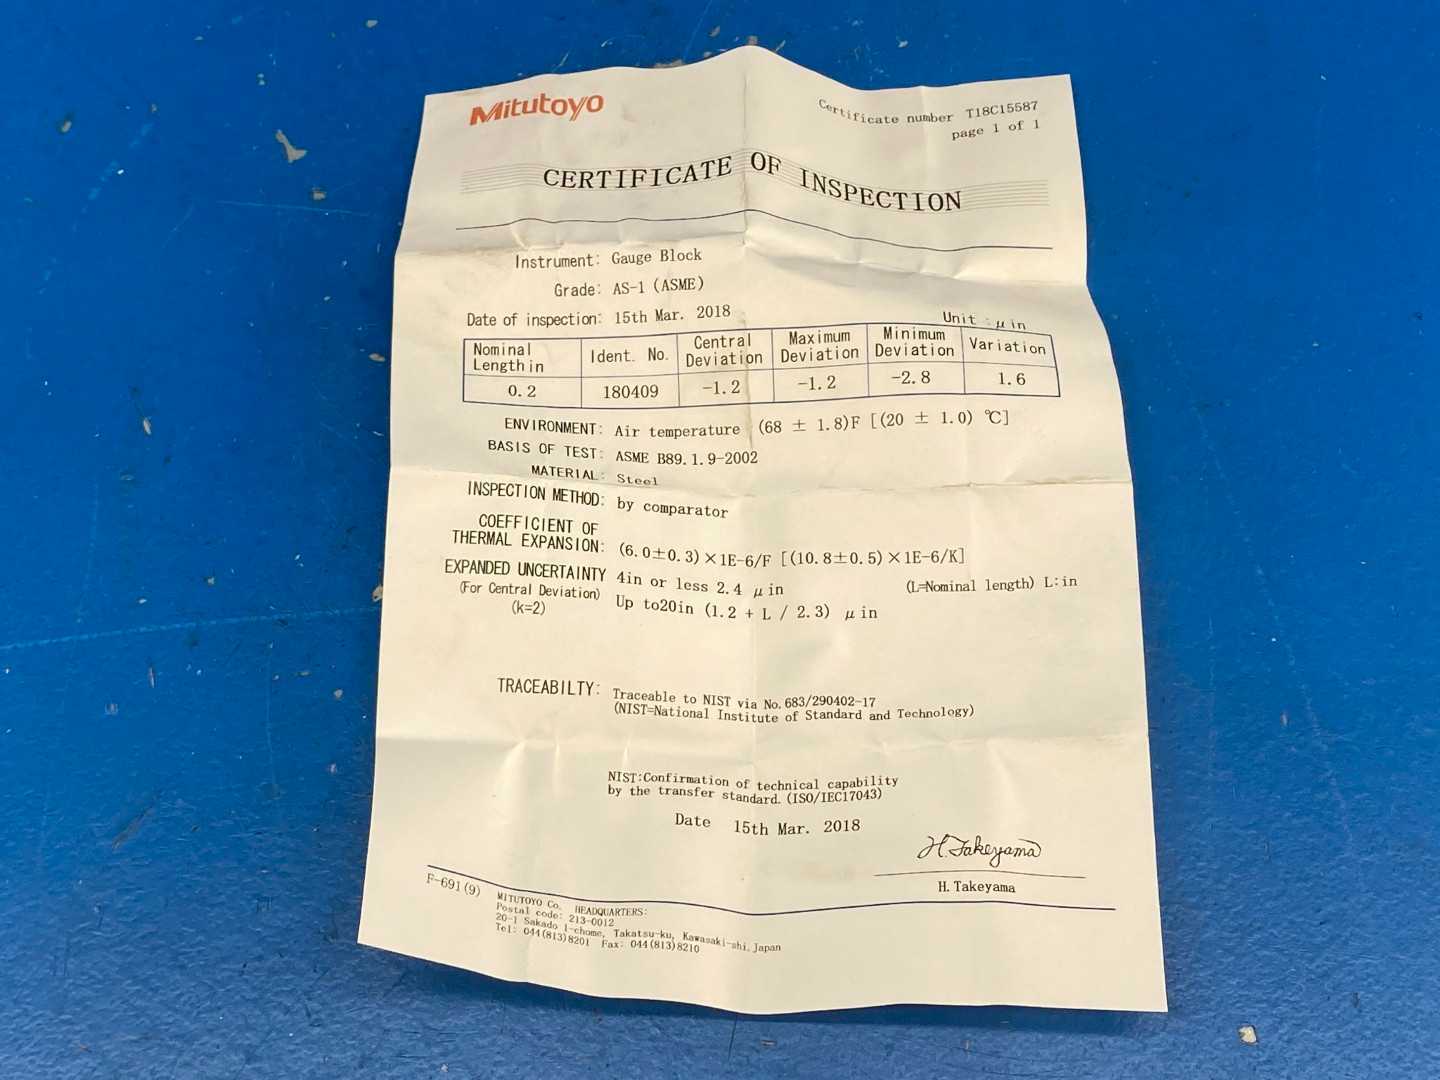 Mitutoyo
Certificate number T18C15587
page 1 of 1
CERTIFICATE OF INSPECTION
Instrument: Gauge Block
Grade: AS-1 (ASME)
Date of inspection: 15th Mar. 2018
Unit : μ in
Nominal Length in Ident. No. Central Deviation Maximum Deviation Minimum Deviation Variation
0.2 180409 -1.2 -1.2 -2.8 1.6
ENVIRONMENT: Air temperature (68 ± 1.8)F [(20 ± 1.0) ℃]
BASIS OF TEST: ASME B89.1.9-2002
MATERIAL: Steel
INSPECTION METHOD: by comparator
COEFFICIENT OF
THERMAL EXPANSION: (6.0±0.3)×1E-6/F [(10.8±0.5)×1E-6/K]
EXPANDED UNCERTAINTY 4in or less 2.4 μ in (L=Nominal length) L:in
(For Central Deviation) Up to20in (1.2 + L / 2.3) μ in
(k=2)
TRACEABILTY: Traceable to NIST via No. 683/290402-17
(NIST=National Institute of Standard and Technology)
NIST:Confirmation of technical capability
by the transfer standard. (ISO/IEC17043)
Date 15th Mar. 2018
H. Takeyama
H. Takeyama
F-691(9) MITUTOYO Co. HEADQUARTERS:
Postal code: 213-0012
20-1 Sakado 1-chome, Takatsu-ku, Kawasaki-shi, Japan
Tel: 044(813)8201 Fax: 044(813)8210